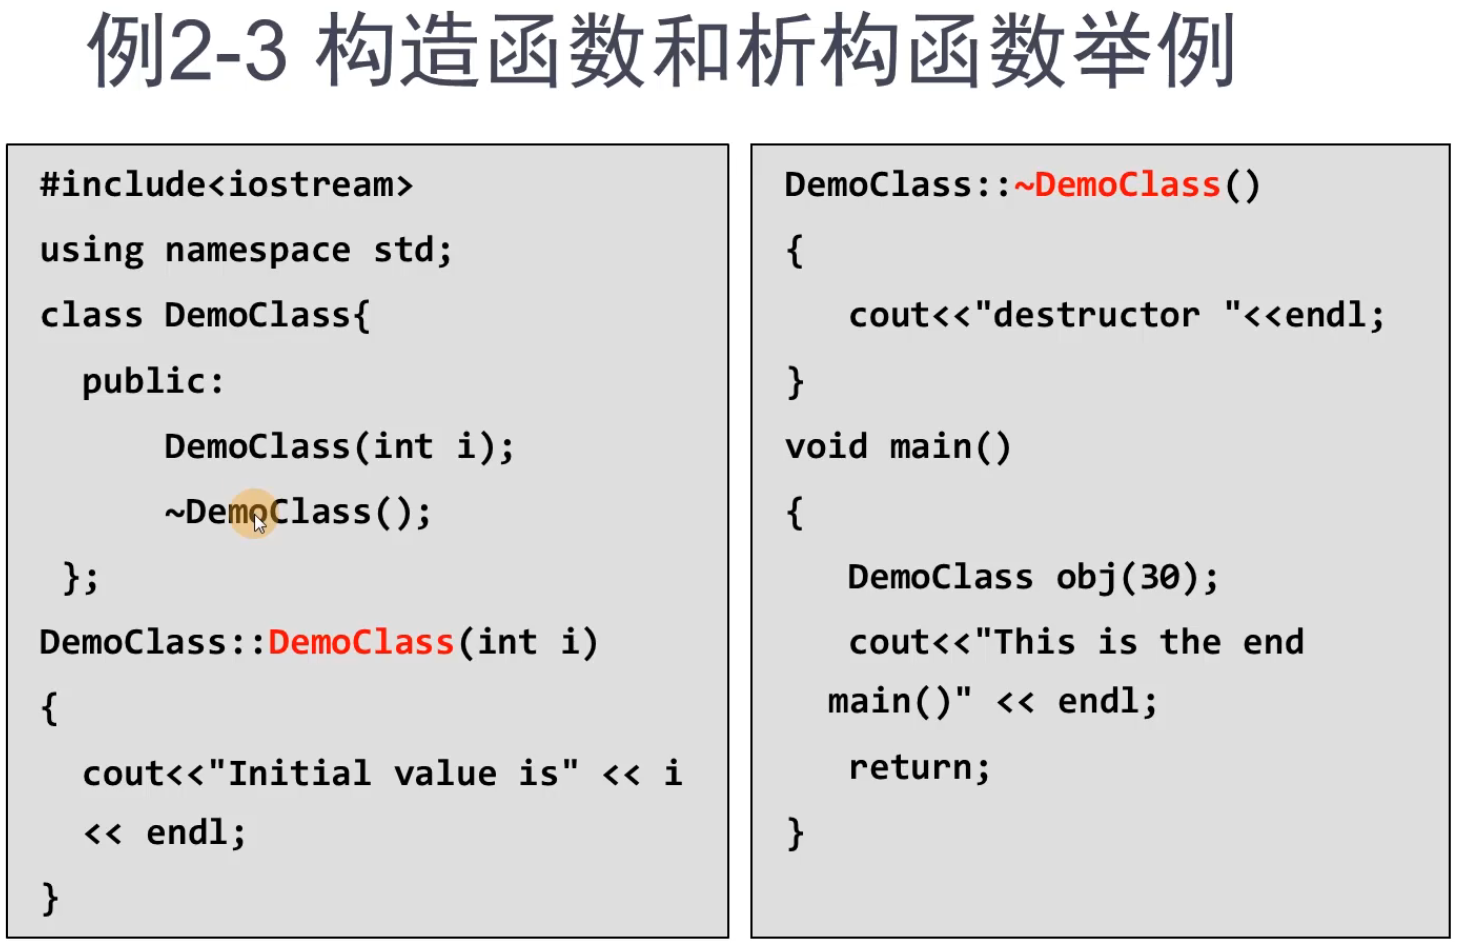 例2-3 构造函数和析构函数举例
#include<iostream>
using namespace std;
class DemoClass{
public:
DemoClass(int i);
~DemoClass();
};
DemoClass::DemoClass(int i)
{
cout<<"Initial value is" << i
<< endl;
}
DemoClass::~DemoClass()
{
cout<<"destructor "<<endl;
}
void main()
{
DemoClass obj(30);
cout<<"This is the end
main()" << endl;
return;
}